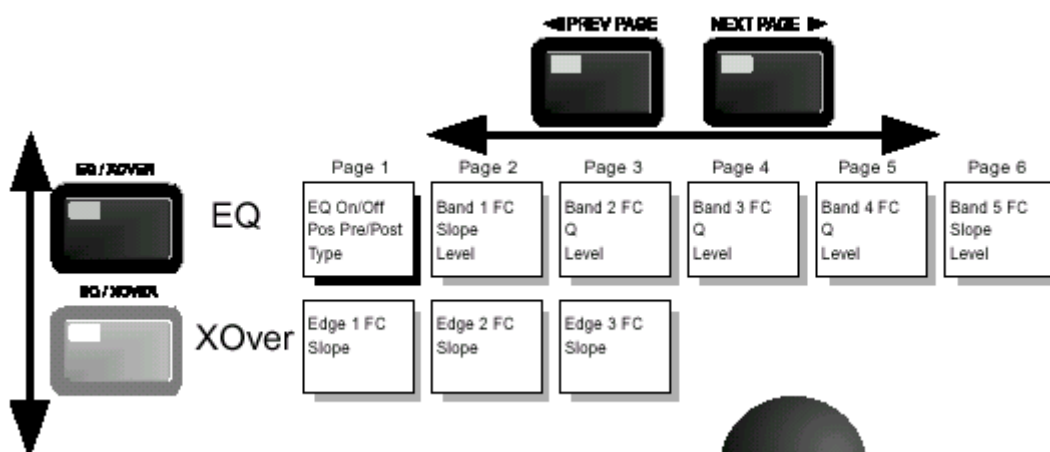 ◀PREV PAGE NEXT PAGE ▶
EQ / XOVER
EQ
Page 1 Page 2 Page 3 Page 4 Page 5 Page 6
EQ On/Off
Pos Pre/Post
Type
Band 1 FC
Slope
Level
Band 2 FC
Q
Level
Band 3 FC
Q
Level
Band 4 FC
Q
Level
Band 5 FC
Slope
Level
EQ / XOVER
XOver
Edge 1 FC
Slope
Edge 2 FC
Slope
Edge 3 FC
Slope